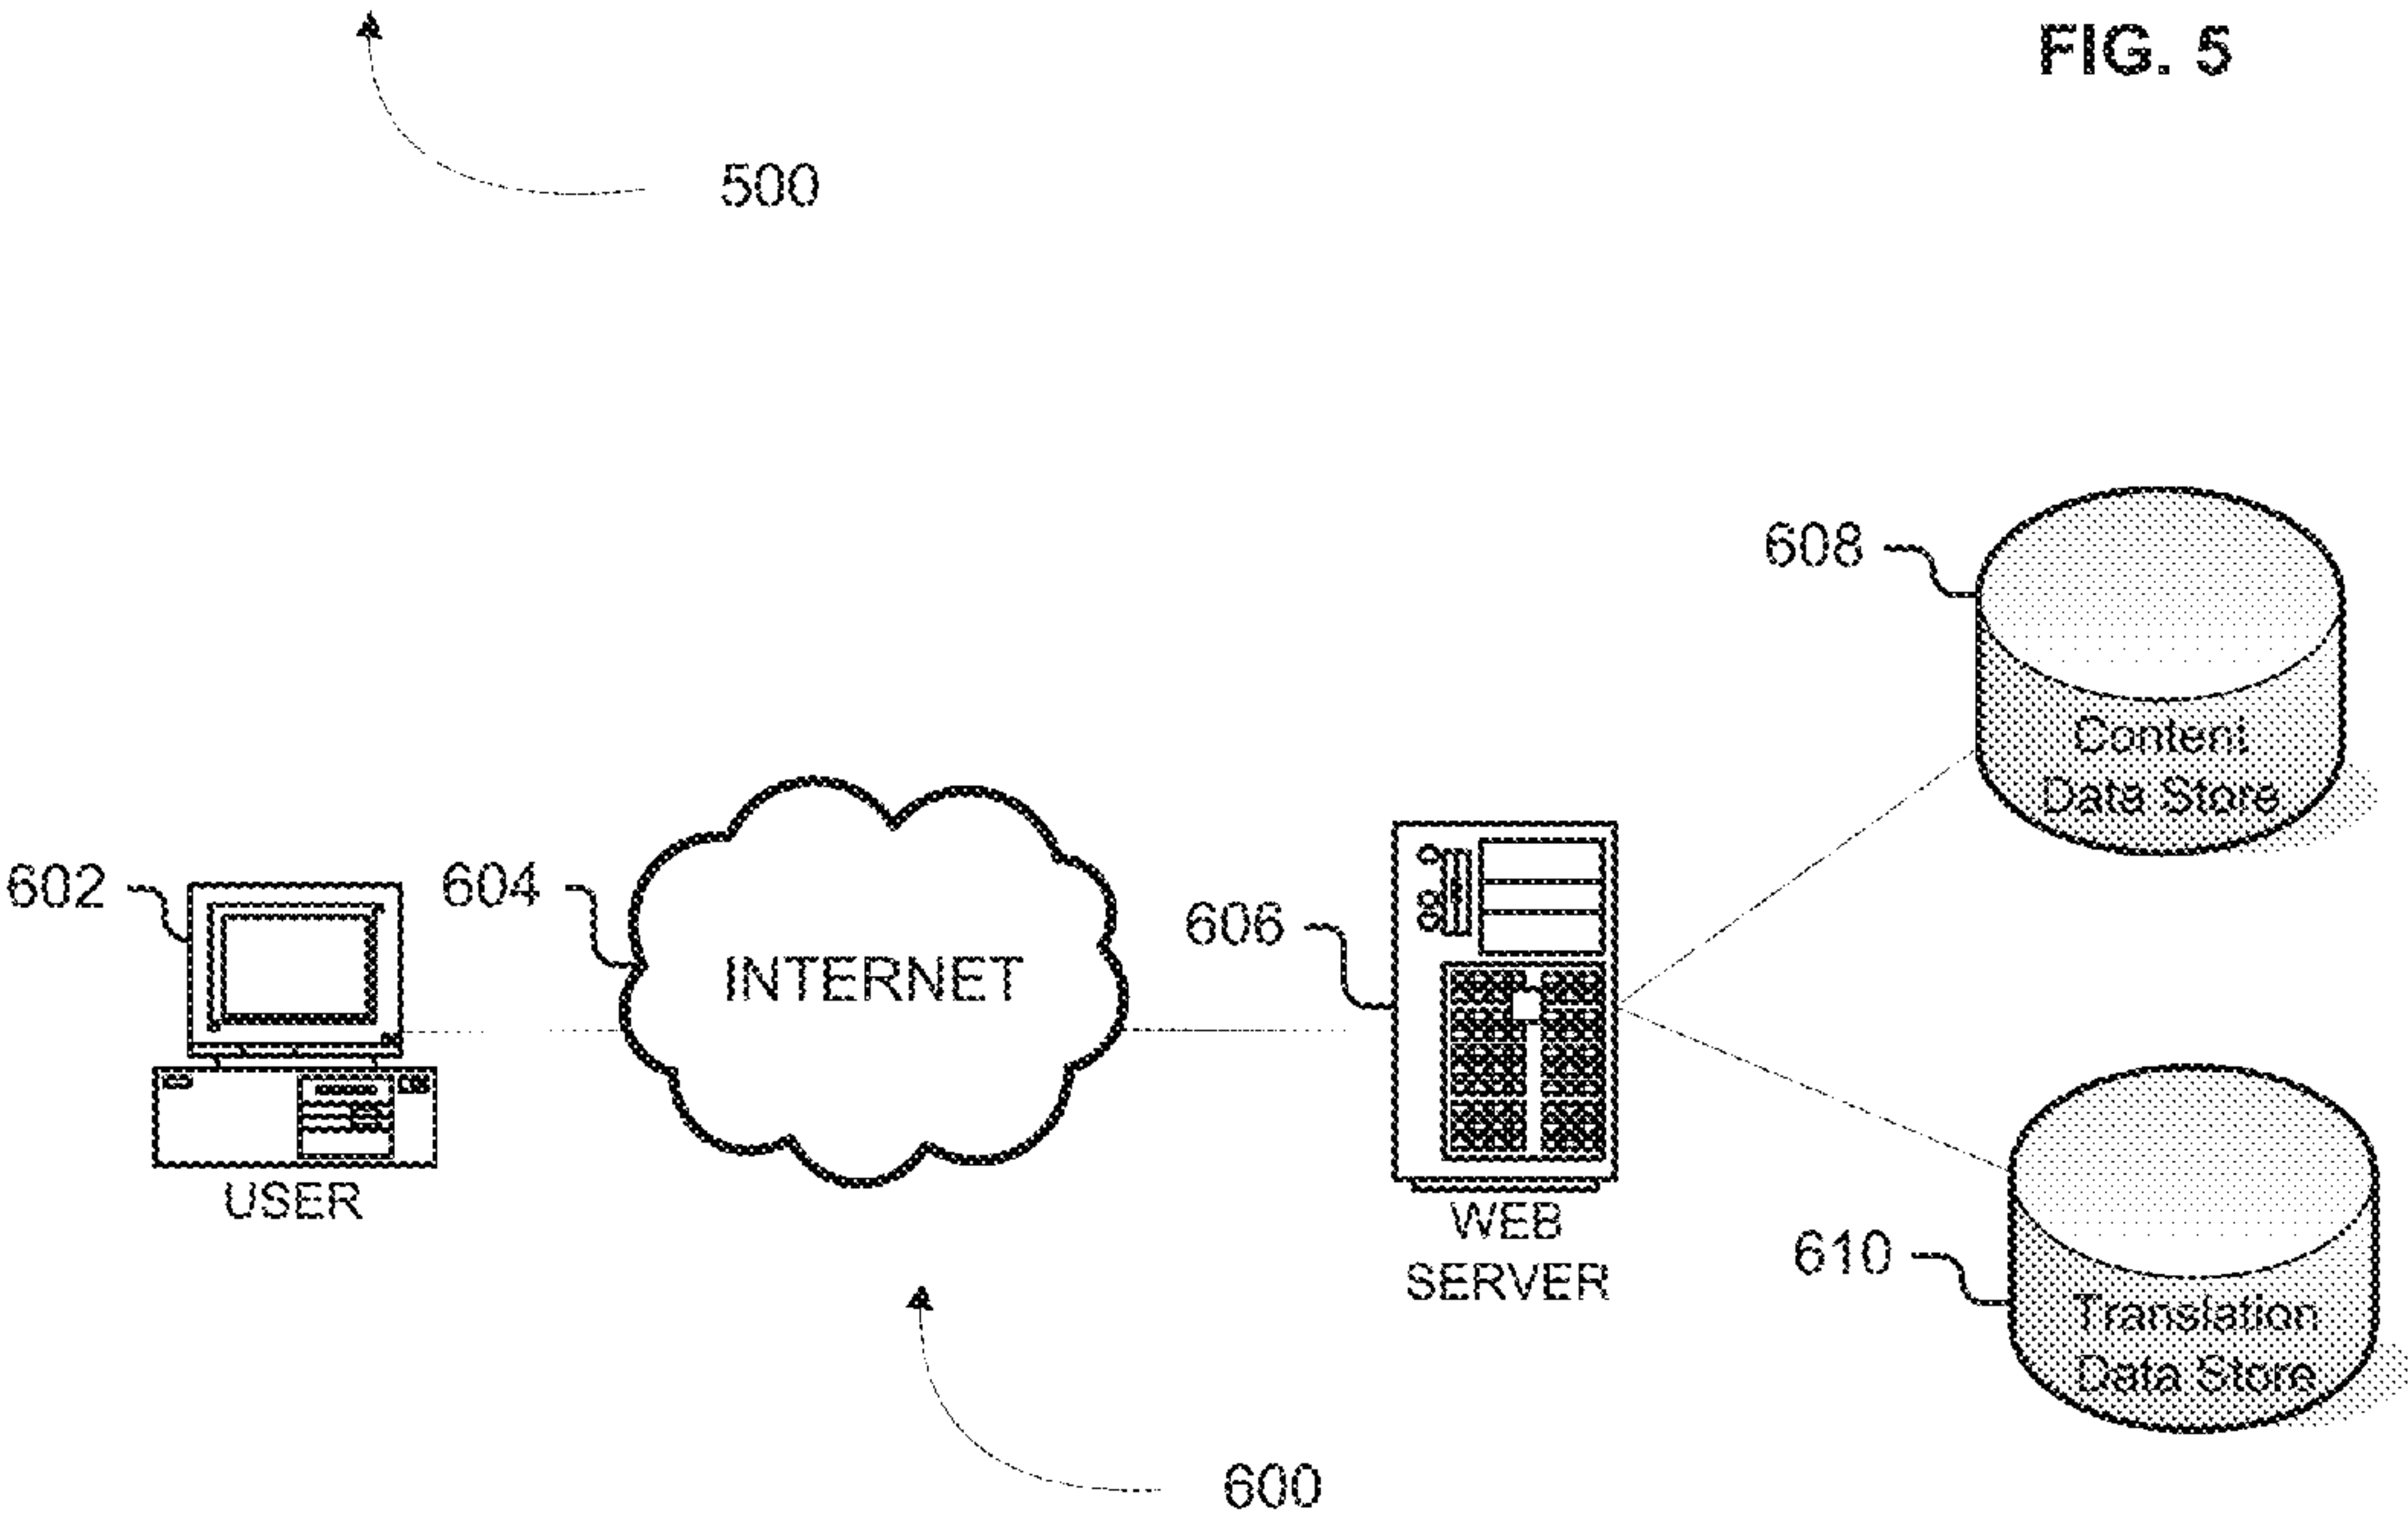 FIG. 5
500
608
Content
Data Store
602
604
606
INTERNET
USER
WEB
SERVER
610
Translation
Data Store
600